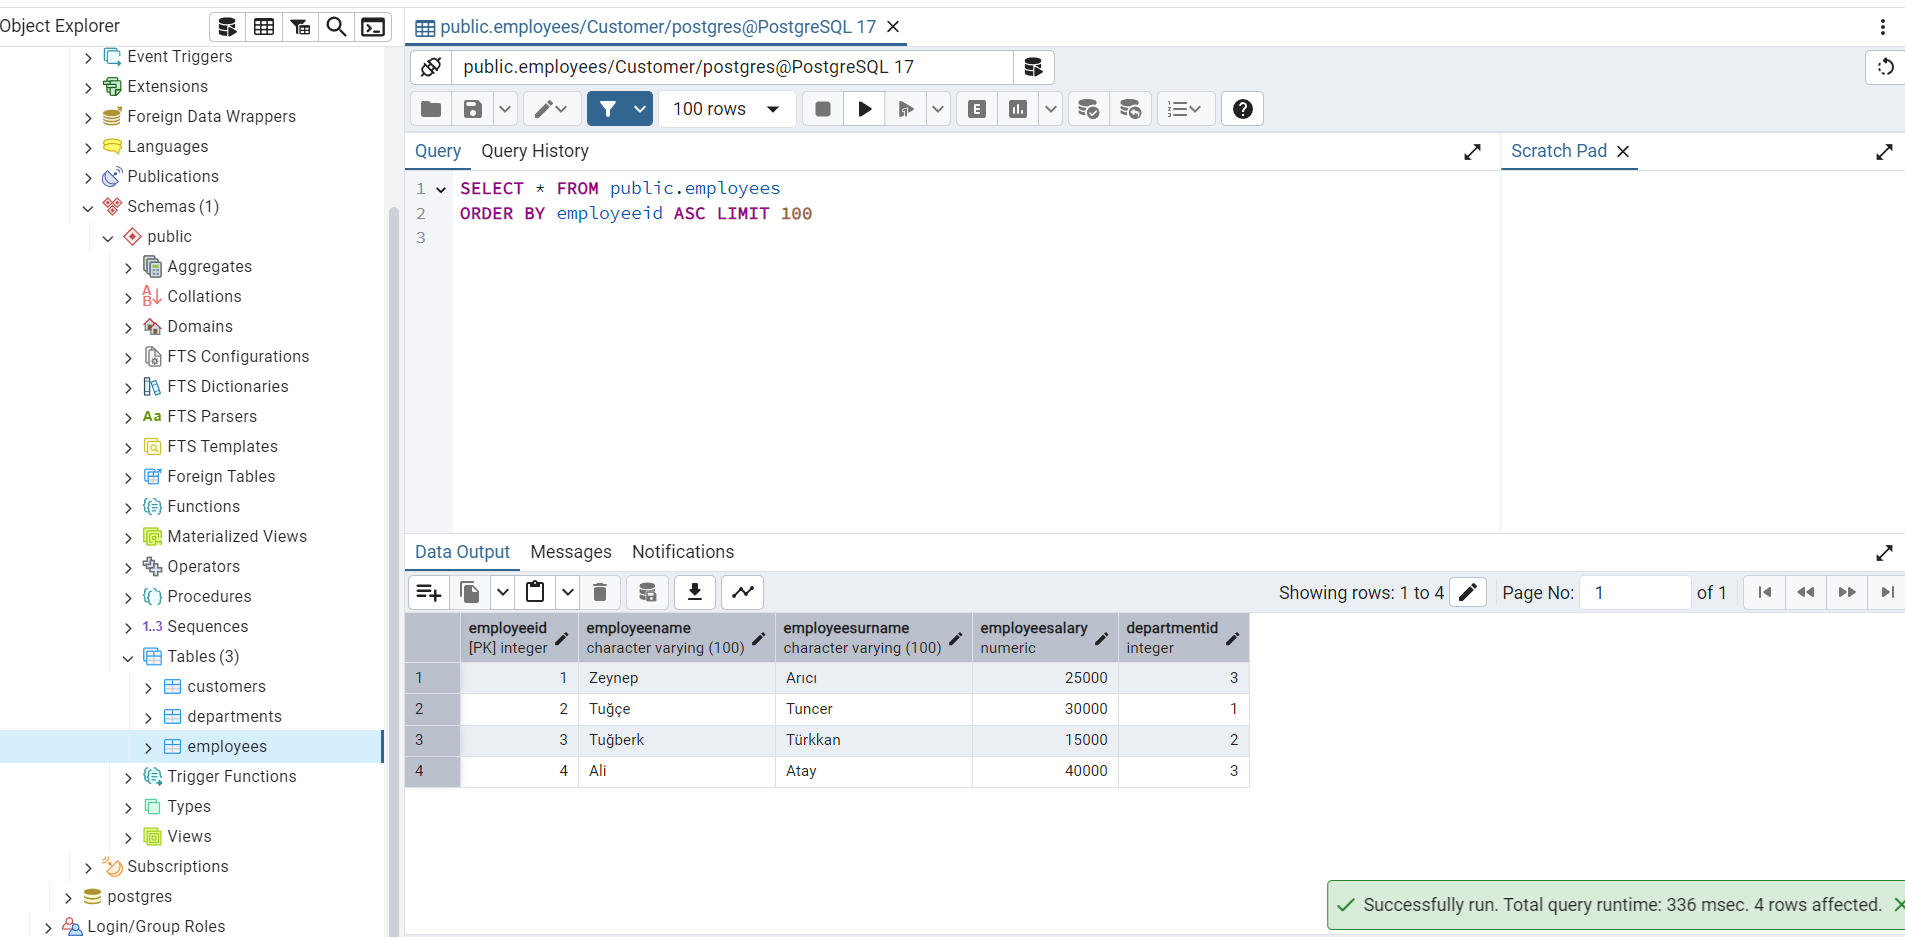 Object Explorer
Event Triggers
Extensions
Foreign Data Wrappers
Languages
Publications
Schemas (1)
public
Aggregates
Collations
Domains
FTS Configurations
FTS Dictionaries
Aa FTS Parsers
FTS Templates
Foreign Tables
Functions
Materialized Views
Operators
Procedures
1..3 Sequences
Tables (3)
customers
departments
employees
Trigger Functions
Types
Views
Subscriptions
postgres
Login/Group Roles
public.employees/Customer/postgres@PostgreSQL 17
public.employees/Customer/postgres@PostgreSQL 17
100 rows
E
Query Query History
Scratch Pad
1 SELECT * FROM public.employees
2 ORDER BY employeeid ASC LIMIT 100
3
Data Output Messages Notifications
Showing rows: 1 to 4 Page No: 1 of 1
employeeid employeename employeesurname employeesalary departmentid
[PK] integer character varying (100) character varying (100) numeric integer
1 1 Zeynep Arıcı 25000 3
2 2 Tuğçe Tuncer 30000 1
3 3 Tuğberk Türkkan 15000 2
4 4 Ali Atay 40000 3
Successfully run. Total query runtime: 336 msec. 4 rows affected.